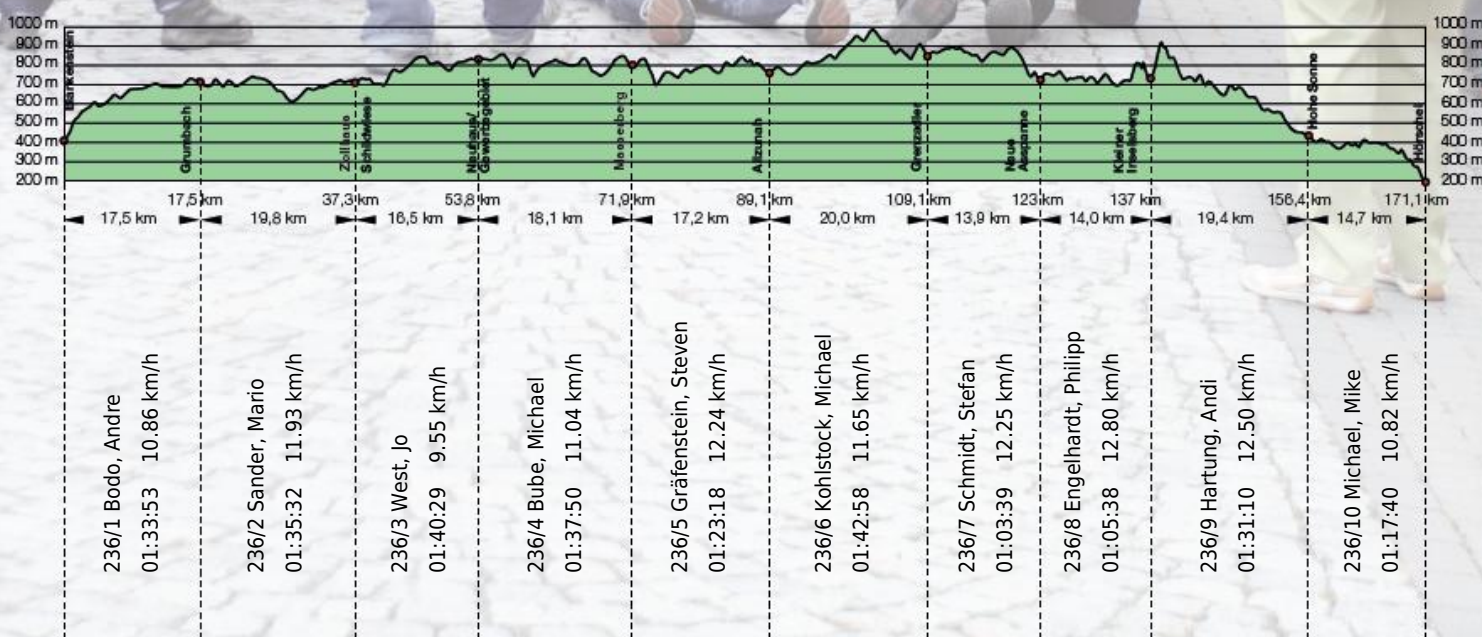 1000 m
900 m
800 m
700 m
600 m
500 m
400 m
300 m
200 m
1000 m
900 m
800 m
700 m
600 m
500 m
400 m
300 m
200 m
Blankenstein
Grumbach
Zollhaus
Schildwiese
Neuhaus/
Masserberg
Allzunah
Grenzadler
Neue
Ausspanne
Kleiner
Inselsberg
Hohe Sonne
Hörschel
17,5 km
37,3 km
53,8 km
71,9 km
89,1 km
109,1 km
123 km
137 km
156,4 km
171,1 km
17,5 km
19,8 km
16,5 km
18,1 km
17,2 km
20,0 km
13,9 km
14,0 km
19,4 km
14,7 km
236/1 Bodo, Andre
01:33:53 10.86 km/h
236/2 Sander, Mario
01:35:32 11.93 km/h
236/3 West, Jo
01:40:29 9.55 km/h
236/4 Bube, Michael
01:37:50 11.04 km/h
236/5 Gräfenstein, Steven
01:23:18 12.24 km/h
236/6 Kohlstock, Michael
01:42:58 11.65 km/h
236/7 Schmidt, Stefan
01:03:39 12.25 km/h
236/8 Engelhardt, Philipp
01:05:38 12.80 km/h
236/9 Hartung, Andi
01:31:10 12.50 km/h
236/10 Michael, Mike
01:17:40 10.82 km/h